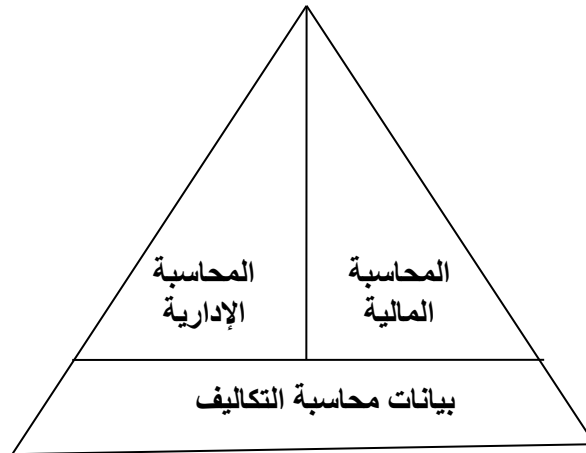 المحاسبة
المالية
المحاسبة
الإدارية
بيانات محاسبة التكاليف